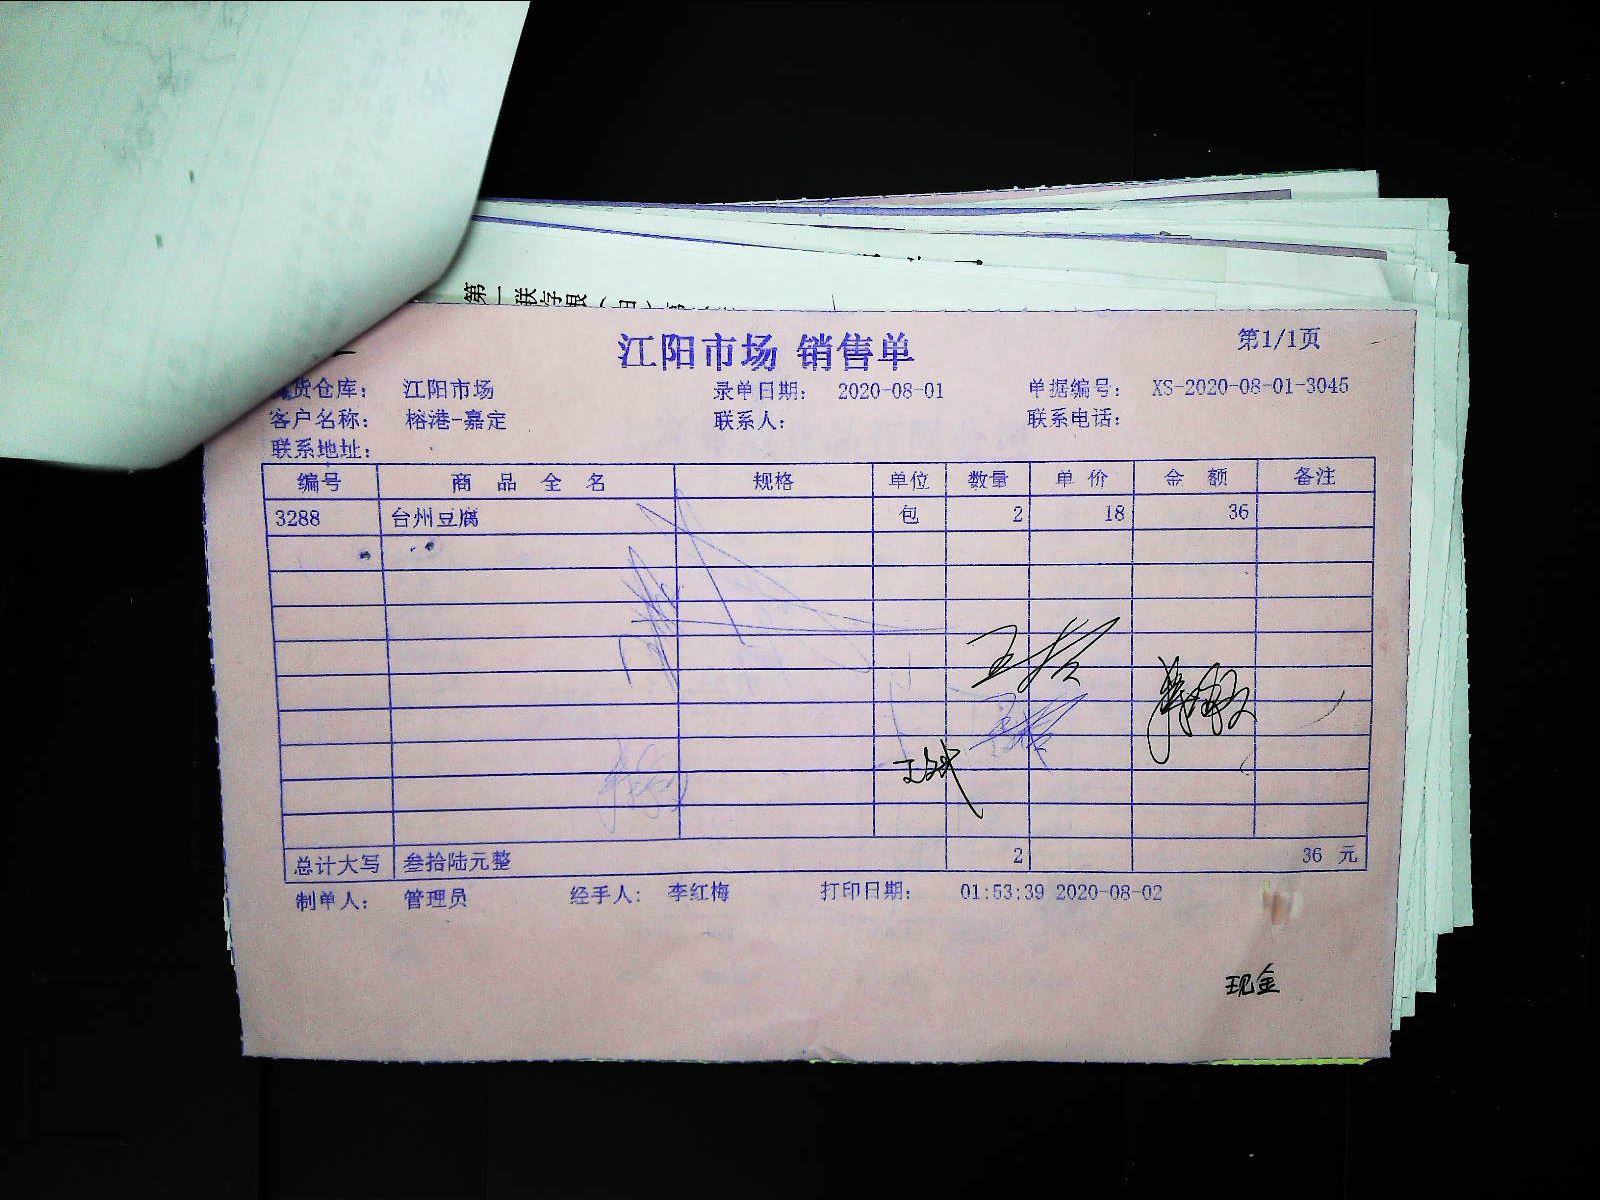 江阳市场 销售单
第1/1页
货仓库： 江阳市场 录单日期： 2020-08-01 单据编号： XS-2020-08-01-3045
客户名称： 榕港-嘉定 联系人： 联系电话：
联系地址：
编号 商品全名 规格 单位 数量 单价 金额 备注
3288 台州豆腐 包 2 18 36
总计大写 叁拾陆元整 2 36 元
制单人： 管理员 经手人： 李红梅 打印日期： 01:53:39 2020-08-02
现金